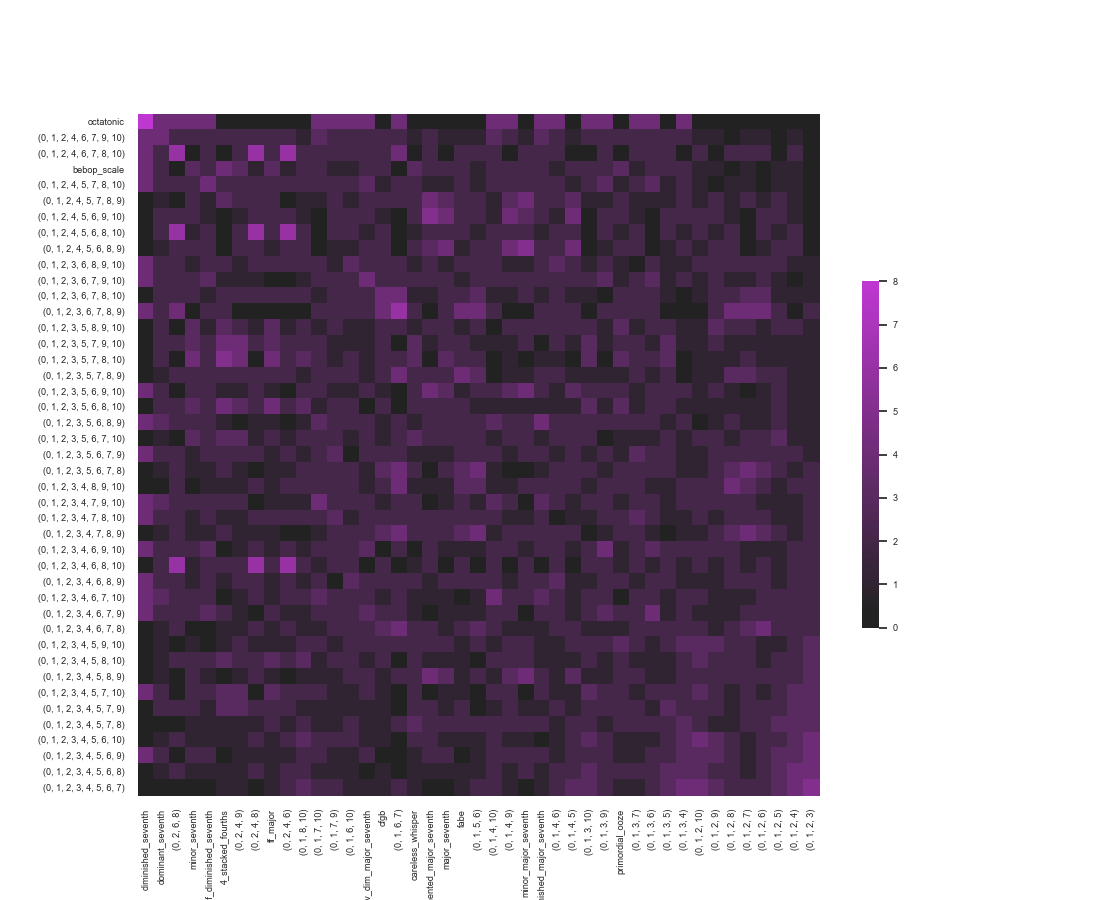 octatonic
(0, 1, 2, 4, 6, 7, 9, 10)
(0, 1, 2, 4, 6, 7, 8, 10)
bebop_scale
(0, 1, 2, 4, 5, 7, 8, 10)
(0, 1, 2, 4, 5, 7, 8, 9)
(0, 1, 2, 4, 5, 6, 9, 10)
(0, 1, 2, 4, 5, 6, 8, 10)
(0, 1, 2, 4, 5, 6, 8, 9)
(0, 1, 2, 3, 6, 8, 9, 10)
(0, 1, 2, 3, 6, 7, 9, 10)
(0, 1, 2, 3, 6, 7, 8, 10)
(0, 1, 2, 3, 6, 7, 8, 9)
(0, 1, 2, 3, 5, 8, 9, 10)
(0, 1, 2, 3, 5, 7, 9, 10)
(0, 1, 2, 3, 5, 7, 8, 10)
(0, 1, 2, 3, 5, 7, 8, 9)
(0, 1, 2, 3, 5, 6, 9, 10)
(0, 1, 2, 3, 5, 6, 8, 10)
(0, 1, 2, 3, 5, 6, 8, 9)
(0, 1, 2, 3, 5, 6, 7, 10)
(0, 1, 2, 3, 5, 6, 7, 9)
(0, 1, 2, 3, 5, 6, 7, 8)
(0, 1, 2, 3, 4, 8, 9, 10)
(0, 1, 2, 3, 4, 7, 9, 10)
(0, 1, 2, 3, 4, 7, 8, 10)
(0, 1, 2, 3, 4, 7, 8, 9)
(0, 1, 2, 3, 4, 6, 9, 10)
(0, 1, 2, 3, 4, 6, 8, 10)
(0, 1, 2, 3, 4, 6, 8, 9)
(0, 1, 2, 3, 4, 6, 7, 10)
(0, 1, 2, 3, 4, 6, 7, 9)
(0, 1, 2, 3, 4, 6, 7, 8)
(0, 1, 2, 3, 4, 5, 9, 10)
(0, 1, 2, 3, 4, 5, 8, 10)
(0, 1, 2, 3, 4, 5, 8, 9)
(0, 1, 2, 3, 4, 5, 7, 10)
(0, 1, 2, 3, 4, 5, 7, 9)
(0, 1, 2, 3, 4, 5, 7, 8)
(0, 1, 2, 3, 4, 5, 6, 10)
(0, 1, 2, 3, 4, 5, 6, 9)
(0, 1, 2, 3, 4, 5, 6, 8)
(0, 1, 2, 3, 4, 5, 6, 7)
diminished_seventh
dominant_seventh
(0, 2, 6, 8)
minor_seventh
f_diminished_seventh
4_stacked_fourths
(0, 2, 4, 9)
(0, 2, 4, 8)
ff_major
(0, 2, 4, 6)
(0, 1, 8, 10)
(0, 1, 7, 10)
(0, 1, 7, 9)
(0, 1, 6, 10)
v_dim_major_seventh
dfgb
(0, 1, 6, 7)
careless_whisper
ented_major_seventh
major_seventh
fabe
(0, 1, 5, 6)
(0, 1, 4, 10)
(0, 1, 4, 9)
minor_major_seventh
ished_major_seventh
(0, 1, 4, 6)
(0, 1, 4, 5)
(0, 1, 3, 10)
(0, 1, 3, 9)
primordial_ooze
(0, 1, 3, 7)
(0, 1, 3, 6)
(0, 1, 3, 5)
(0, 1, 3, 4)
(0, 1, 2, 10)
(0, 1, 2, 9)
(0, 1, 2, 8)
(0, 1, 2, 7)
(0, 1, 2, 6)
(0, 1, 2, 5)
(0, 1, 2, 4)
(0, 1, 2, 3)
8
7
6
5
4
3
2
1
0